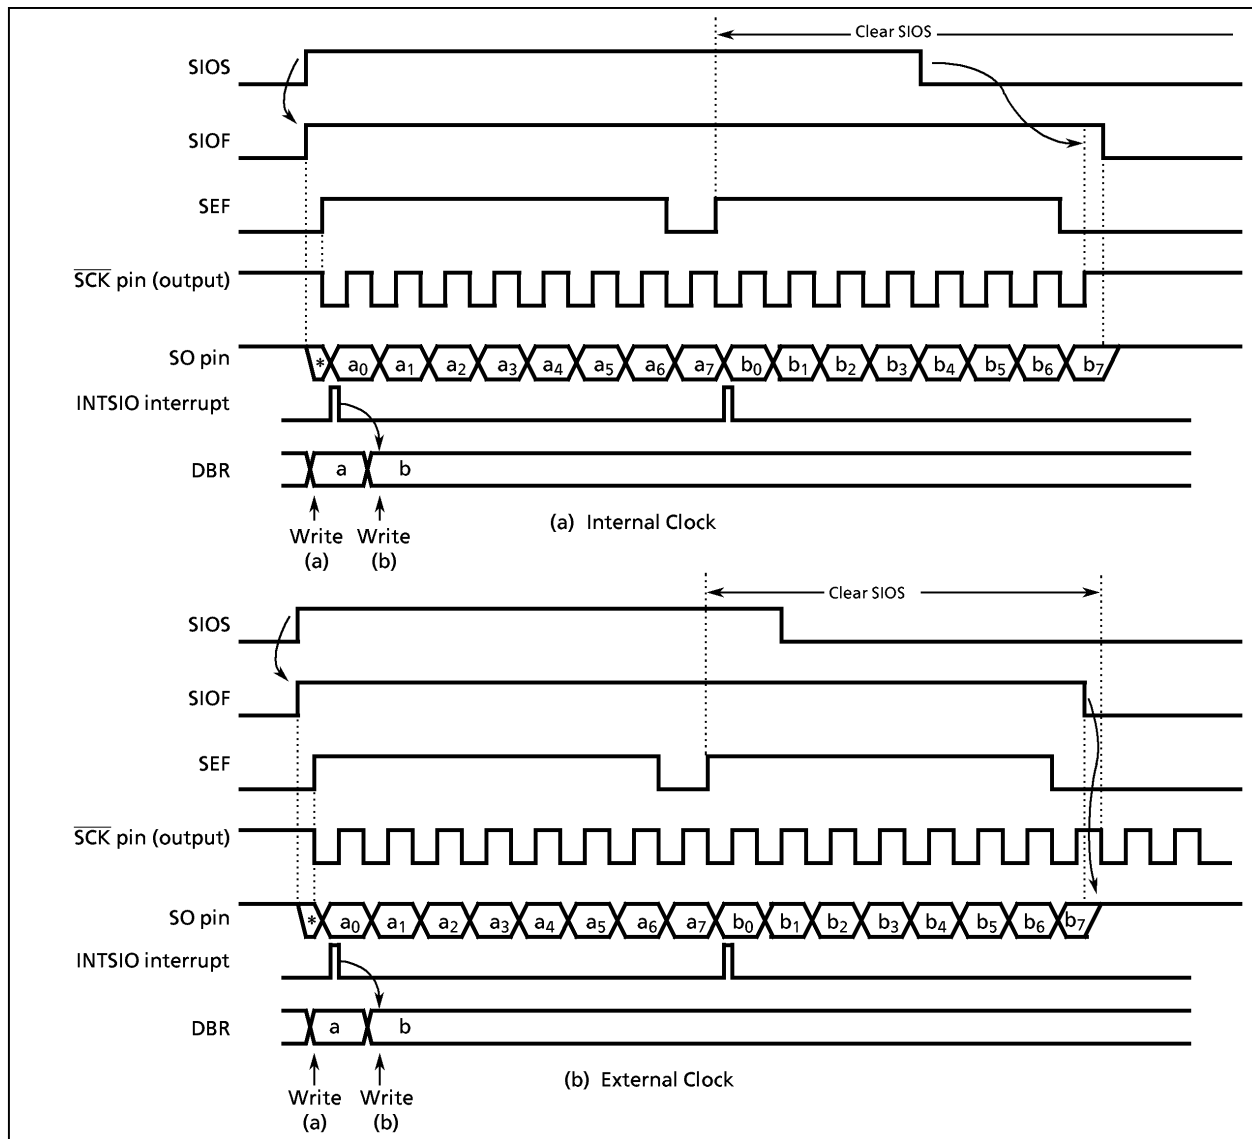 Clear SIOS
SIOS
SIOF
SEF
SCK pin (output)
SO pin * a0 a1 a2 a3 a4 a5 a6 a7 b0 b1 b2 b3 b4 b5 b6 b7
INTSIO interrupt
DBR a b
Write (a)
Write (b)
(a) Internal Clock
Clear SIOS
SIOS
SIOF
SEF
SCK pin (output)
SO pin * a0 a1 a2 a3 a4 a5 a6 a7 b0 b1 b2 b3 b4 b5 b6 b7
INTSIO interrupt
DBR a b
Write (a)
Write (b)
(b) External Clock